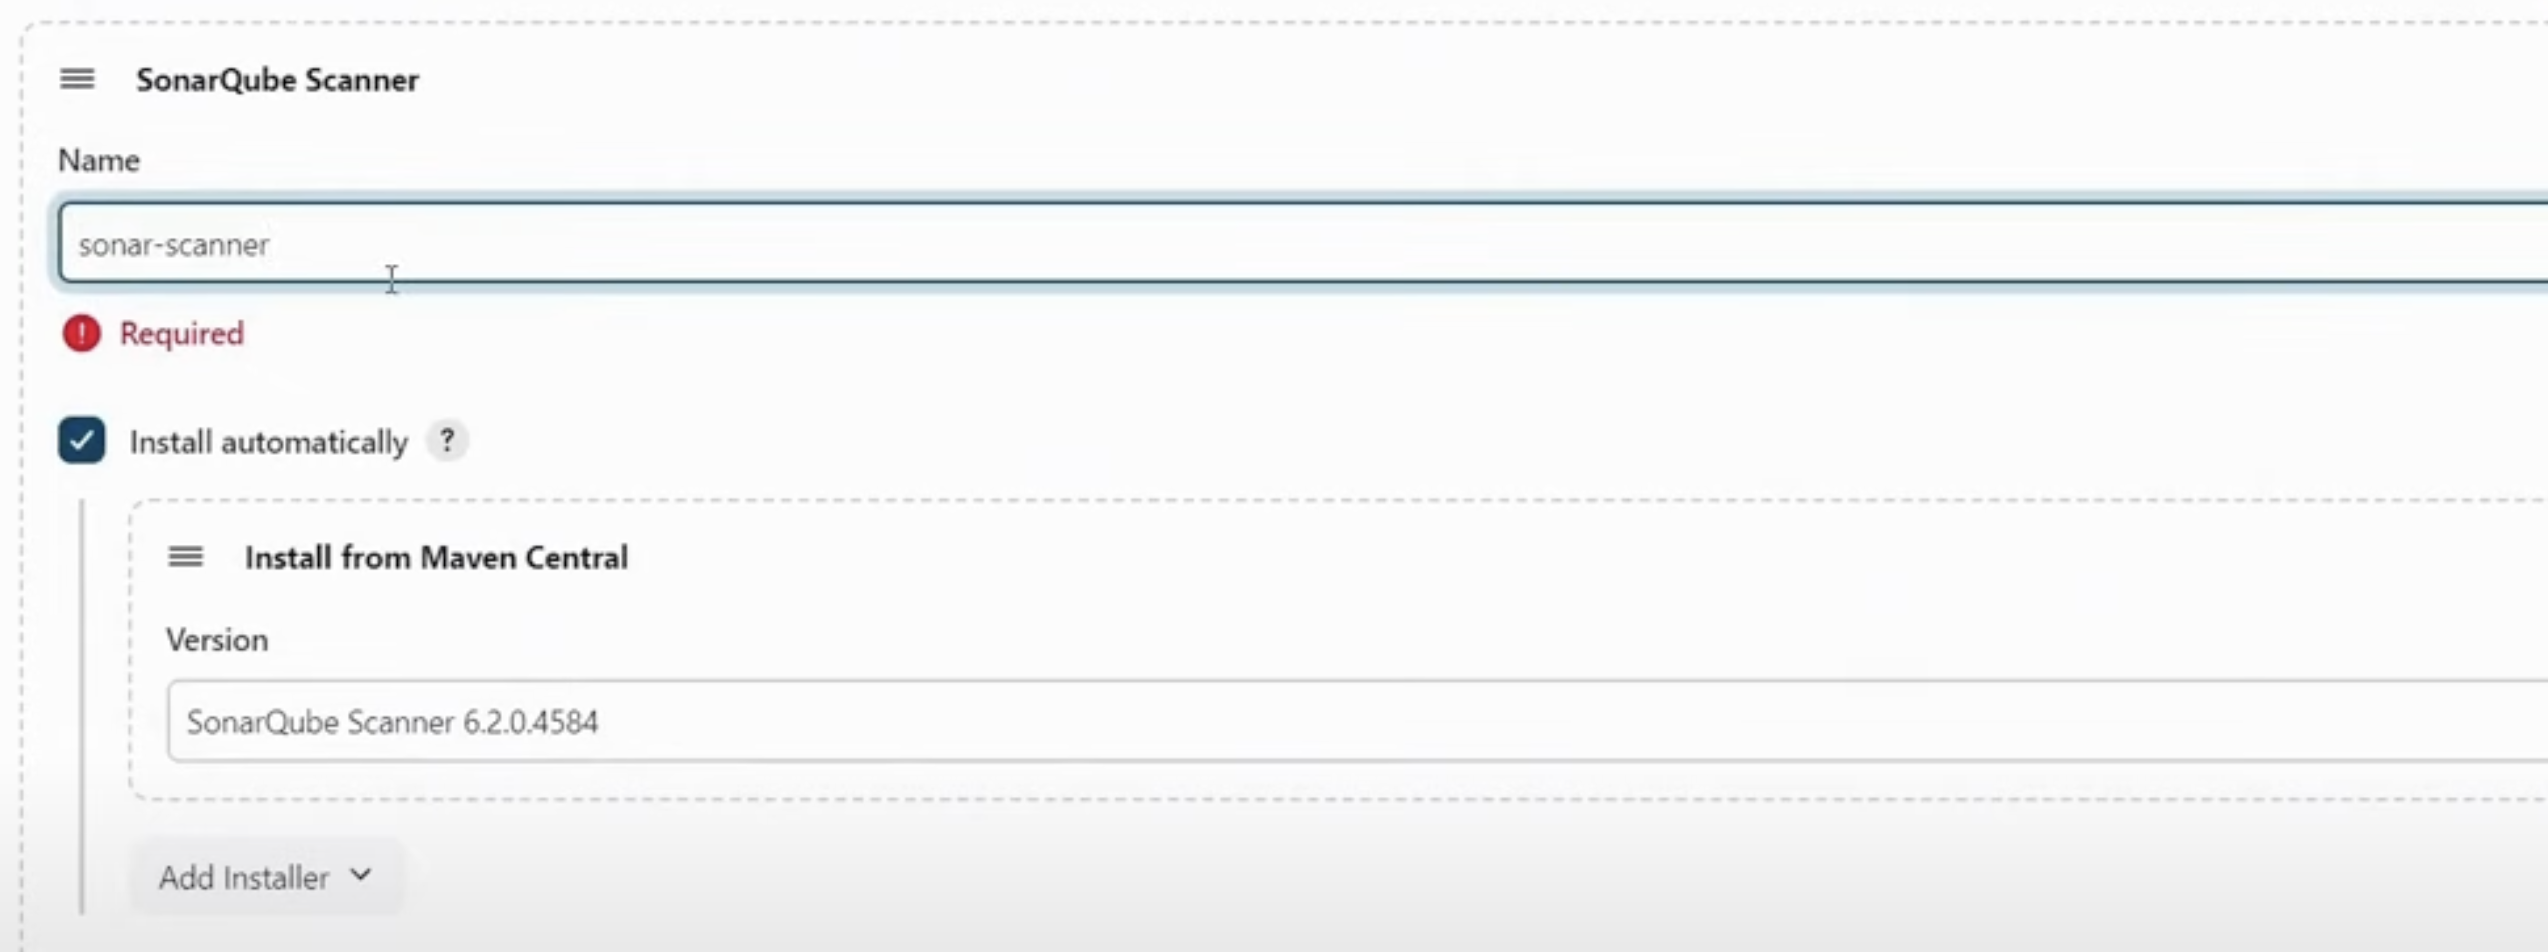 SonarQube Scanner
Name
sonar-scanner
Required
Install automatically ?
Install from Maven Central
Version
SonarQube Scanner 6.2.0.4584
Add Installer